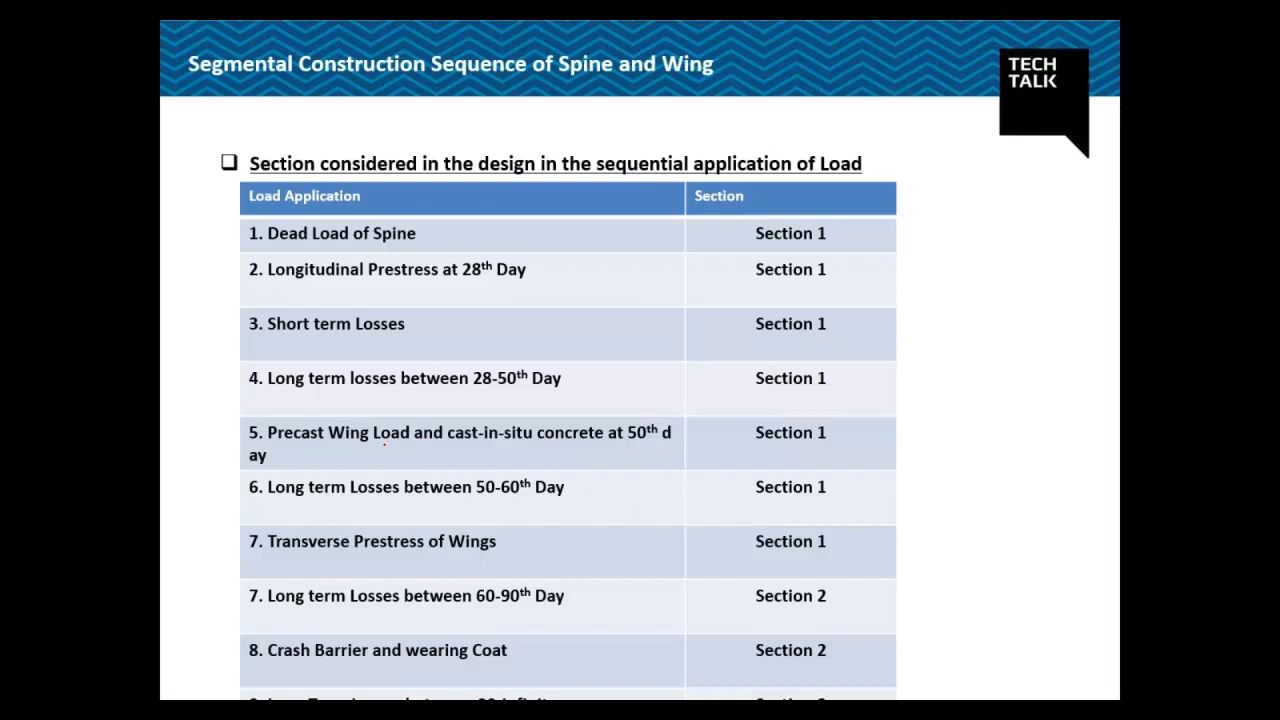 Segmental Construction Sequence of Spine and Wing
TECH
TALK
Section considered in the design in the sequential application of Load
Load Application Section
1. Dead Load of Spine Section 1
2. Longitudinal Prestress at 28th Day Section 1
3. Short term Losses Section 1
4. Long term losses between 28-50th Day Section 1
5. Precast Wing Load and cast-in-situ concrete at 50th d Section 1
ay
6. Long term Losses between 50-60th Day Section 1
7. Transverse Prestress of Wings Section 1
7. Long term Losses between 60-90th Day Section 2
8. Crash Barrier and wearing Coat Section 2